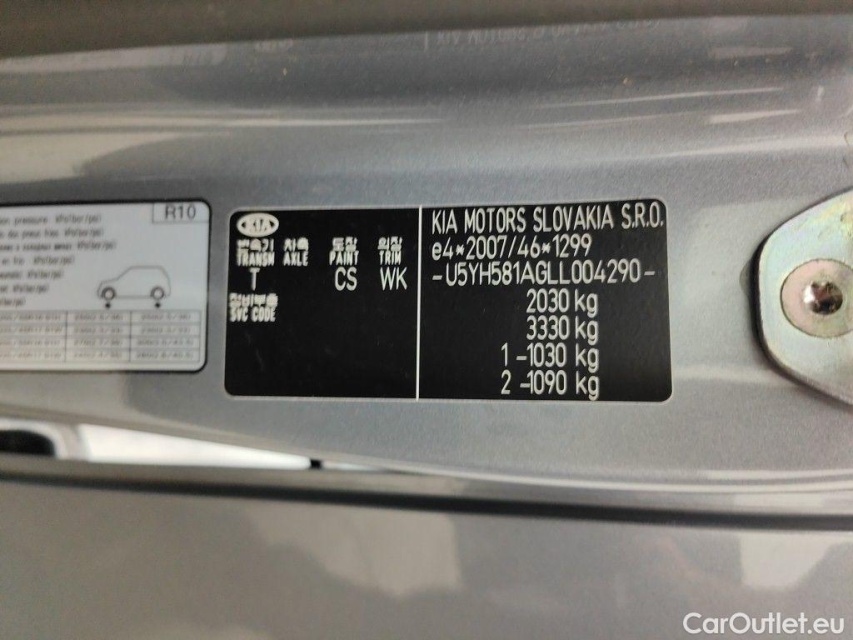 R10
KIA
변속기 차축 도장 의장
TRANSM AXLE PAINT TRIM
T CS WK
정비부호
SVC CODE
KIA MOTORS SLOVAKIA S.R.O.
e4*2007/46*1299
-U5YH581AGLL004290-
2030 kg
3330 kg
1 -1030 kg
2 -1090 kg
CarOutlet.eu